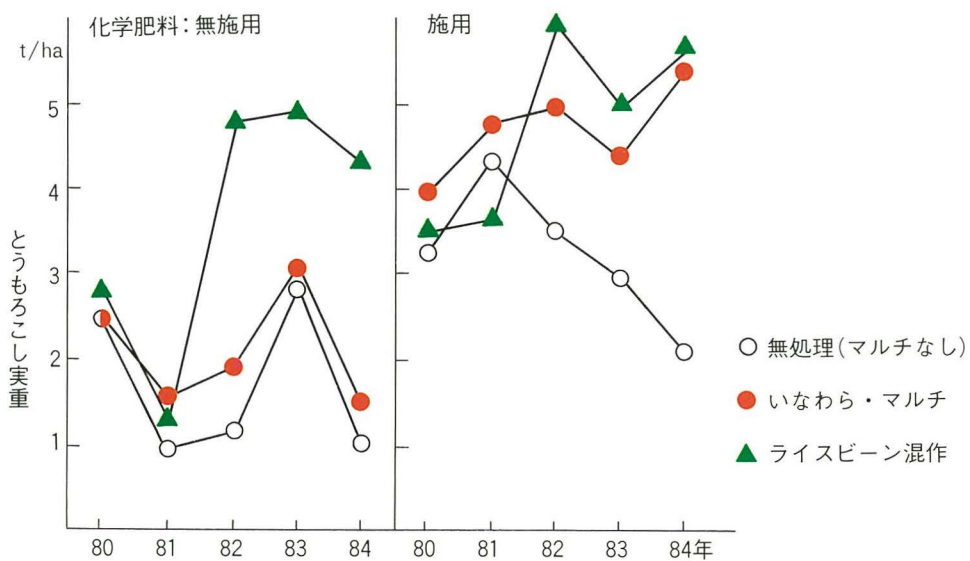 化学肥料：無施用
施用
t/ha
5
4
3
2
1
とうもろこし実重
80 81 82 83 84
80 81 82 83 84年
無処理(マルチなし)
いなわら・マルチ
ライスビーン混作